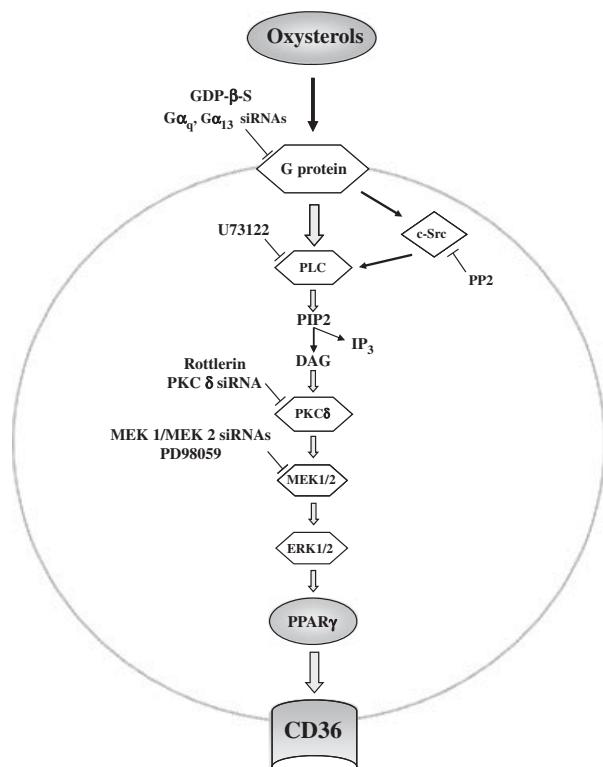 Oxysterols
GDP-β-S
Gαq, Gα13 siRNAs
G protein
U73122
c-Src
PLC
PP2
PIP2
IP3
DAG
Rottlerin
PKC δ siRNA
PKCδ
MEK 1/MEK 2 siRNAs
PD98059
MEK1/2
ERK1/2
PPARγ
CD36